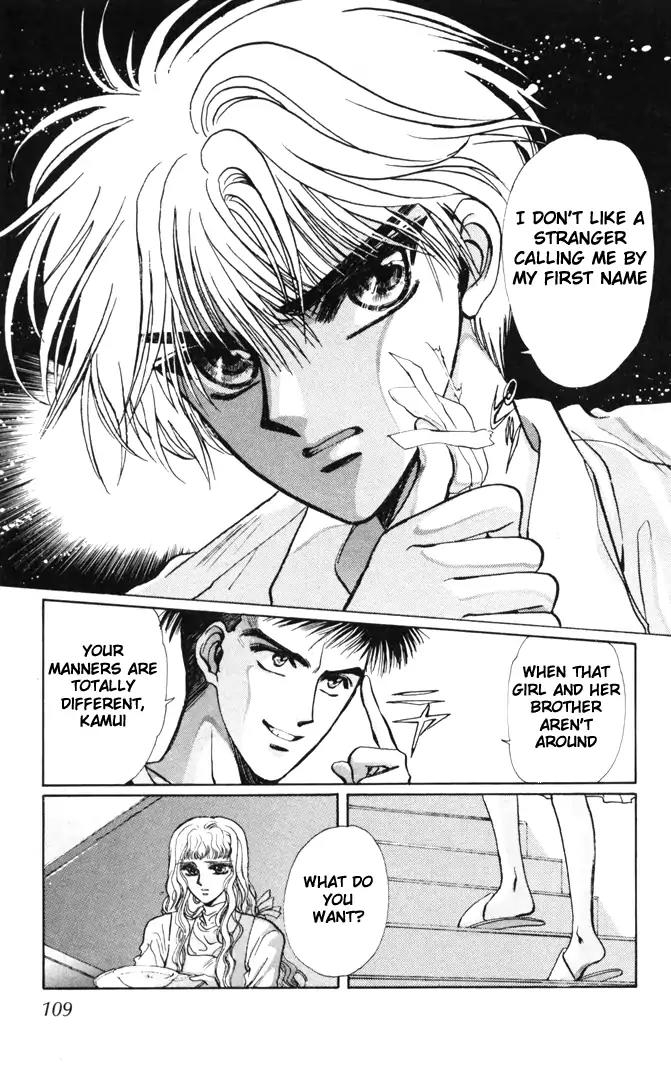 I DON'T LIKE A
STRANGER
CALLING ME BY
MY FIRST NAME
WHEN THAT
GIRL AND HER
BROTHER
AREN'T
AROUND
YOUR
MANNERS ARE
TOTALLY
DIFFERENT,
KAMUI
WHAT DO
YOU
WANT?
109